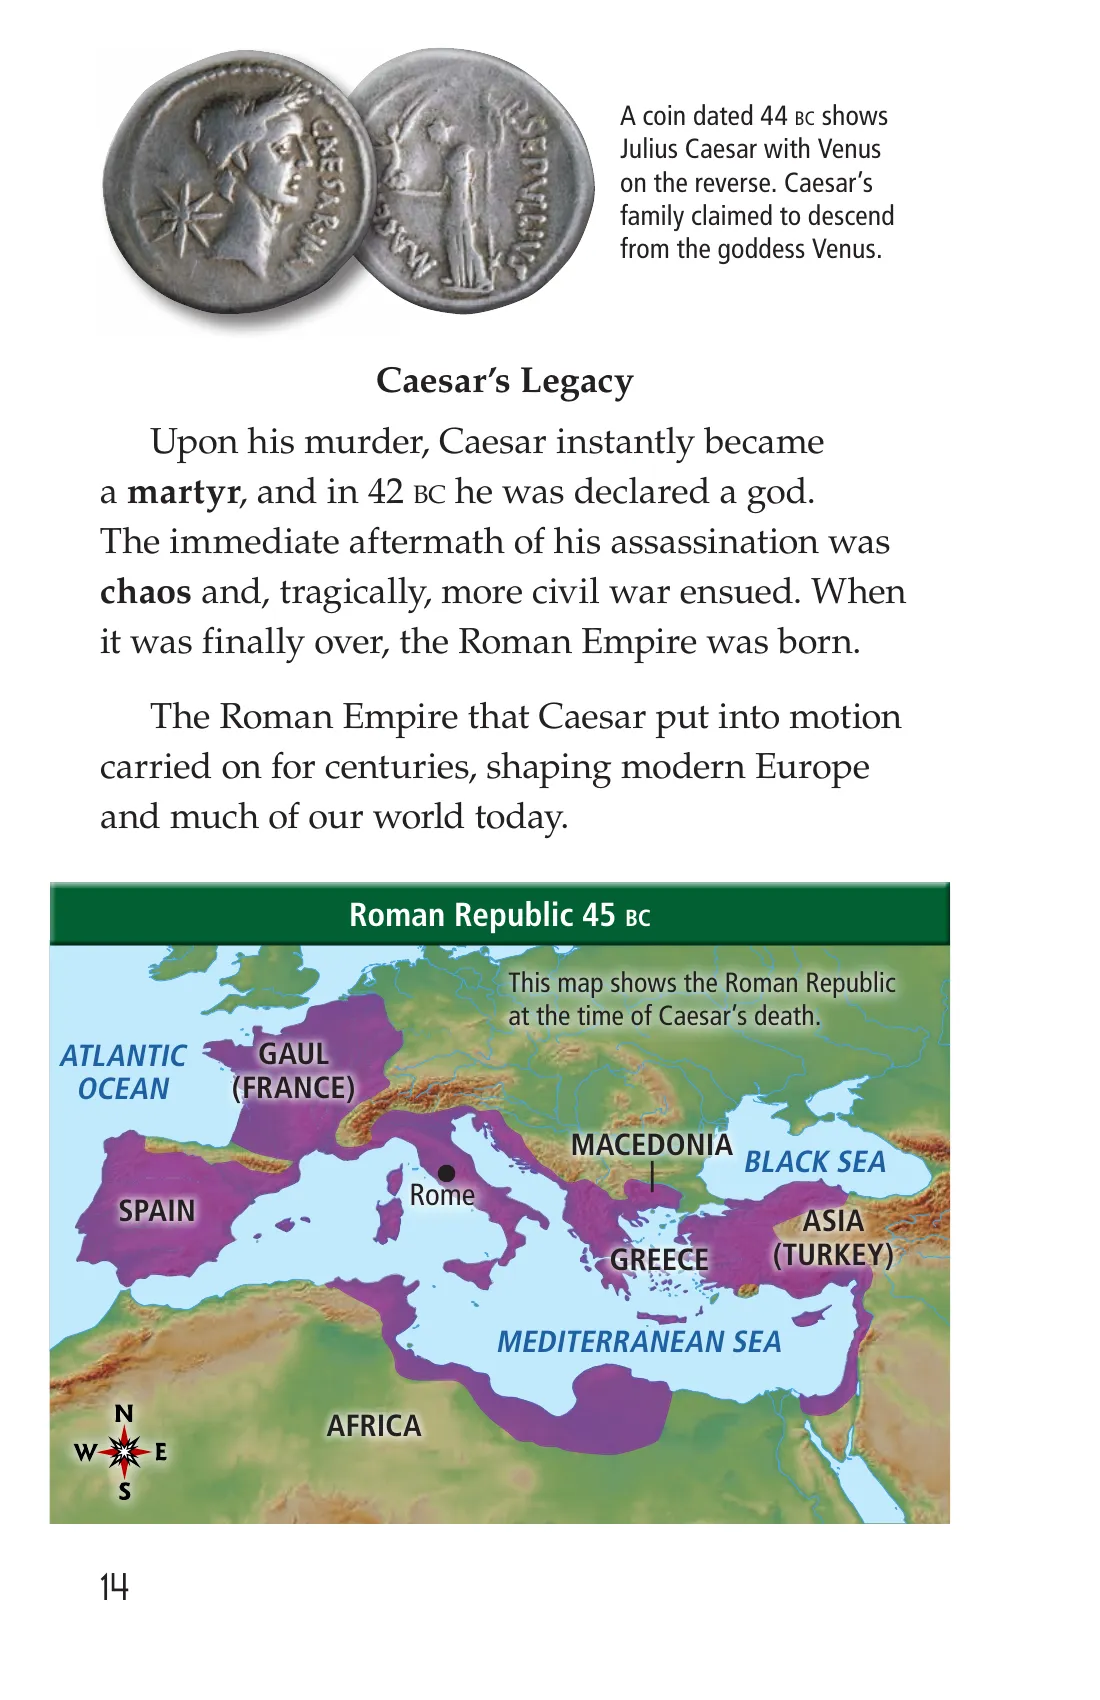 CAESAR·IM
P·SERVILIVS
MACE
A coin dated 44 BC shows
Julius Caesar with Venus
on the reverse. Caesar’s
family claimed to descend
from the goddess Venus.
Caesar’s Legacy
Upon his murder, Caesar instantly became
a martyr, and in 42 BC he was declared a god.
The immediate aftermath of his assassination was
chaos and, tragically, more civil war ensued. When
it was finally over, the Roman Empire was born.
The Roman Empire that Caesar put into motion
carried on for centuries, shaping modern Europe
and much of our world today.
Roman Republic 45 BC
This map shows the Roman Republic
at the time of Caesar’s death.
ATLANTIC
OCEAN
GAUL
(FRANCE)
MACEDONIA
BLACK SEA
Rome
SPAIN
ASIA
(TURKEY)
GREECE
MEDITERRANEAN SEA
AFRICA
N
W E
S
14